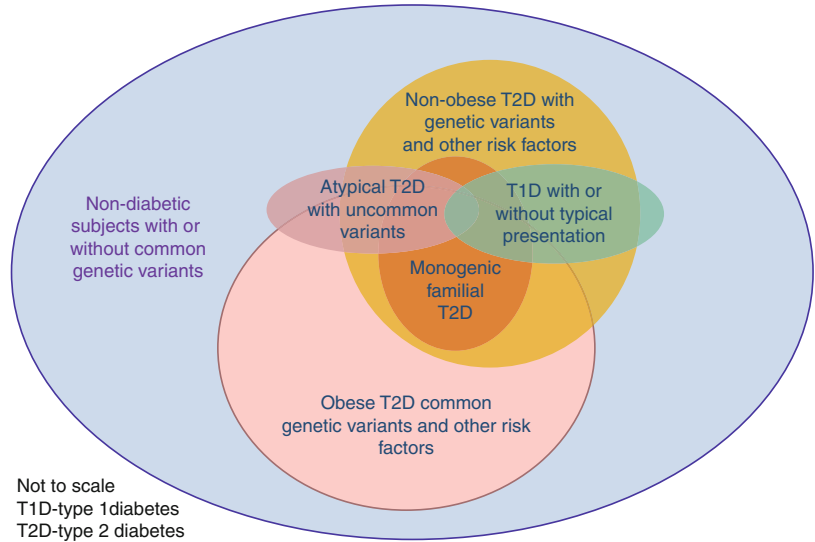 Non-obese T2D with
genetic variants
and other risk factors
Atypical T2D
with uncommon
variants
T1D with or
without typical
presentation
Non-diabetic
subjects with or
without common
genetic variants
Monogenic
familial
T2D
Obese T2D common
genetic variants and other risk
factors
Not to scale
T1D-type 1diabetes
T2D-type 2 diabetes